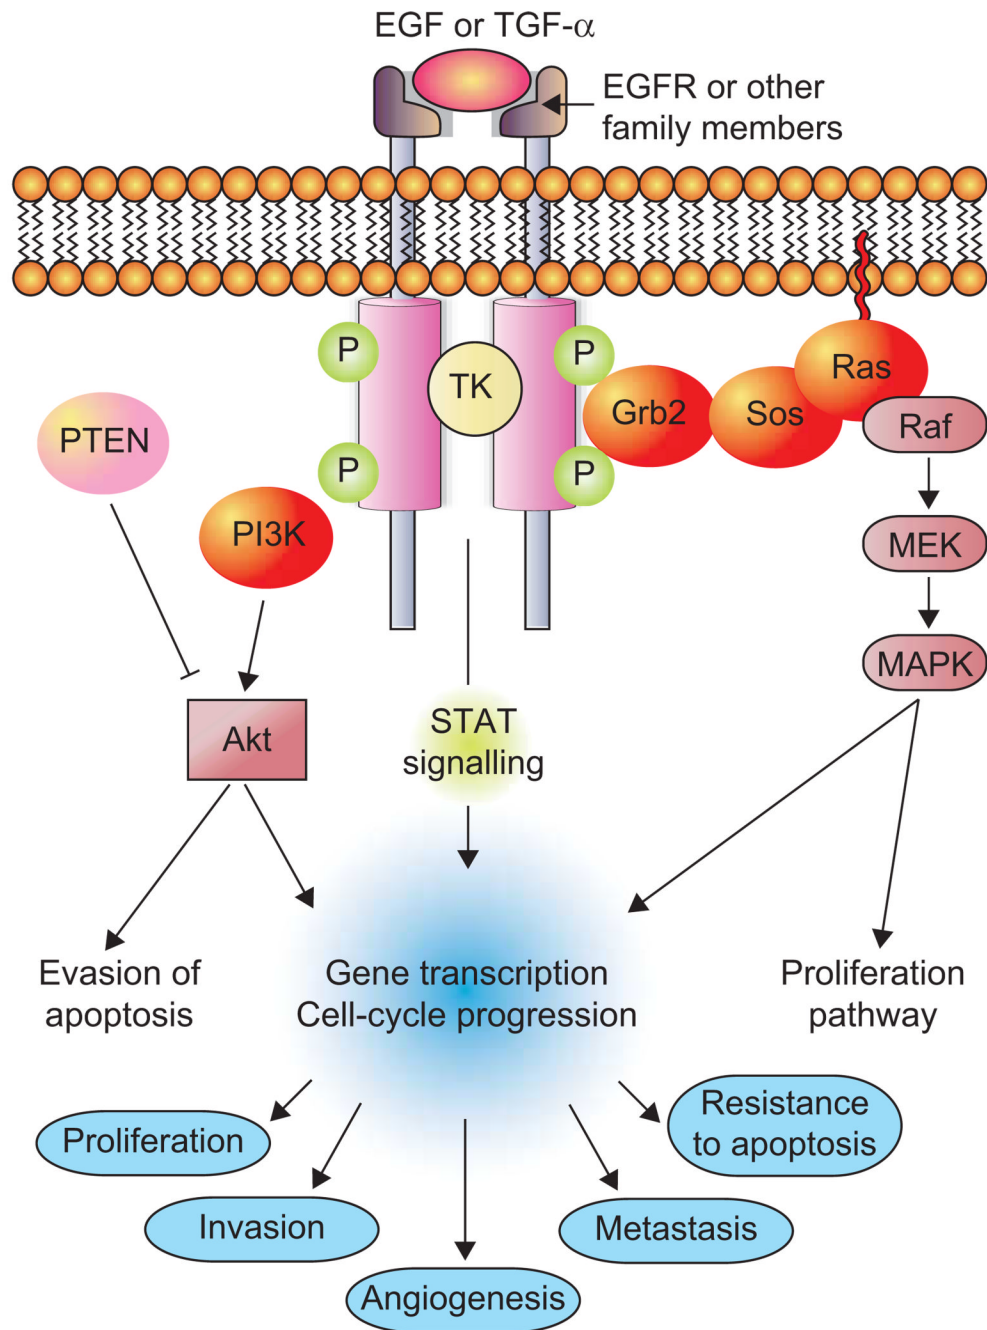 EGF or TGF-α
EGFR or other
family members
P
P
TK
Ras
Grb2
Sos
Raf
PTEN
P
P
PI3K
MEK
MAPK
STAT
signalling
Akt
Evasion of
apoptosis
Gene transcription
Cell-cycle progression
Proliferation
pathway
Proliferation
Resistance
to apoptosis
Invasion
Metastasis
Angiogenesis